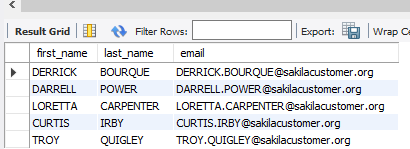 Result Grid Filter Rows: Export: Wrap Ce
first_name last_name email
DERRICK BOURQUE DERRICK.BOURQUE@sakilacustomer.org
DARRELL POWER DARRELL.POWER@sakilacustomer.org
LORETTA CARPENTER LORETTA.CARPENTER@sakilacustomer.org
CURTIS IRBY CURTIS.IRBY@sakilacustomer.org
TROY QUIGLEY TROY.QUIGLEY@sakilacustomer.org